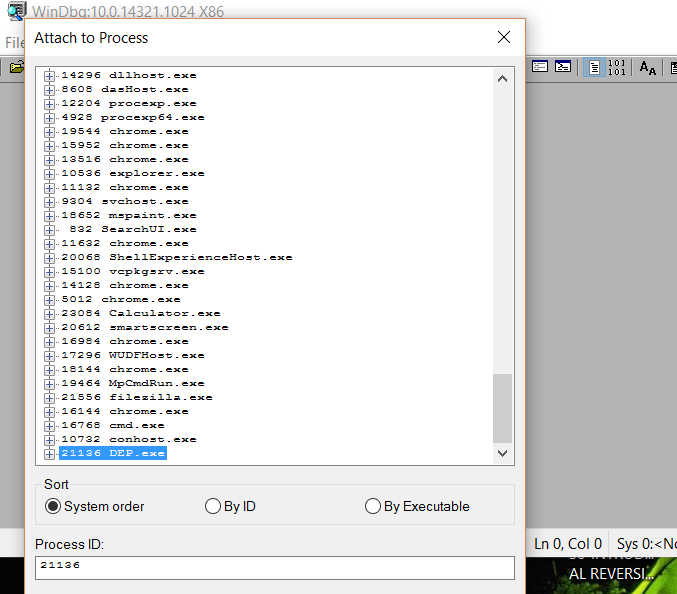 WinDbg:10.0.14321.1024 X86
File
Attach to Process
14296 dllhost.exe
8608 dasHost.exe
12204 procexp.exe
4928 procexp64.exe
19544 chrome.exe
15952 chrome.exe
13516 chrome.exe
10536 explorer.exe
11132 chrome.exe
9304 svchost.exe
18652 mspaint.exe
832 SearchUI.exe
11632 chrome.exe
20068 ShellExperienceHost.exe
15100 vcpkgsrv.exe
14128 chrome.exe
5012 chrome.exe
23084 Calculator.exe
20612 smartscreen.exe
16984 chrome.exe
17296 WUDFHost.exe
18144 chrome.exe
19464 MpCmdRun.exe
21556 filezilla.exe
16144 chrome.exe
16768 cmd.exe
10732 conhost.exe
21136 DEP.exe
Sort
System order By ID By Executable
Process ID:
21136
Ln 0, Col 0 Sys 0:<No
AL REVERSI...